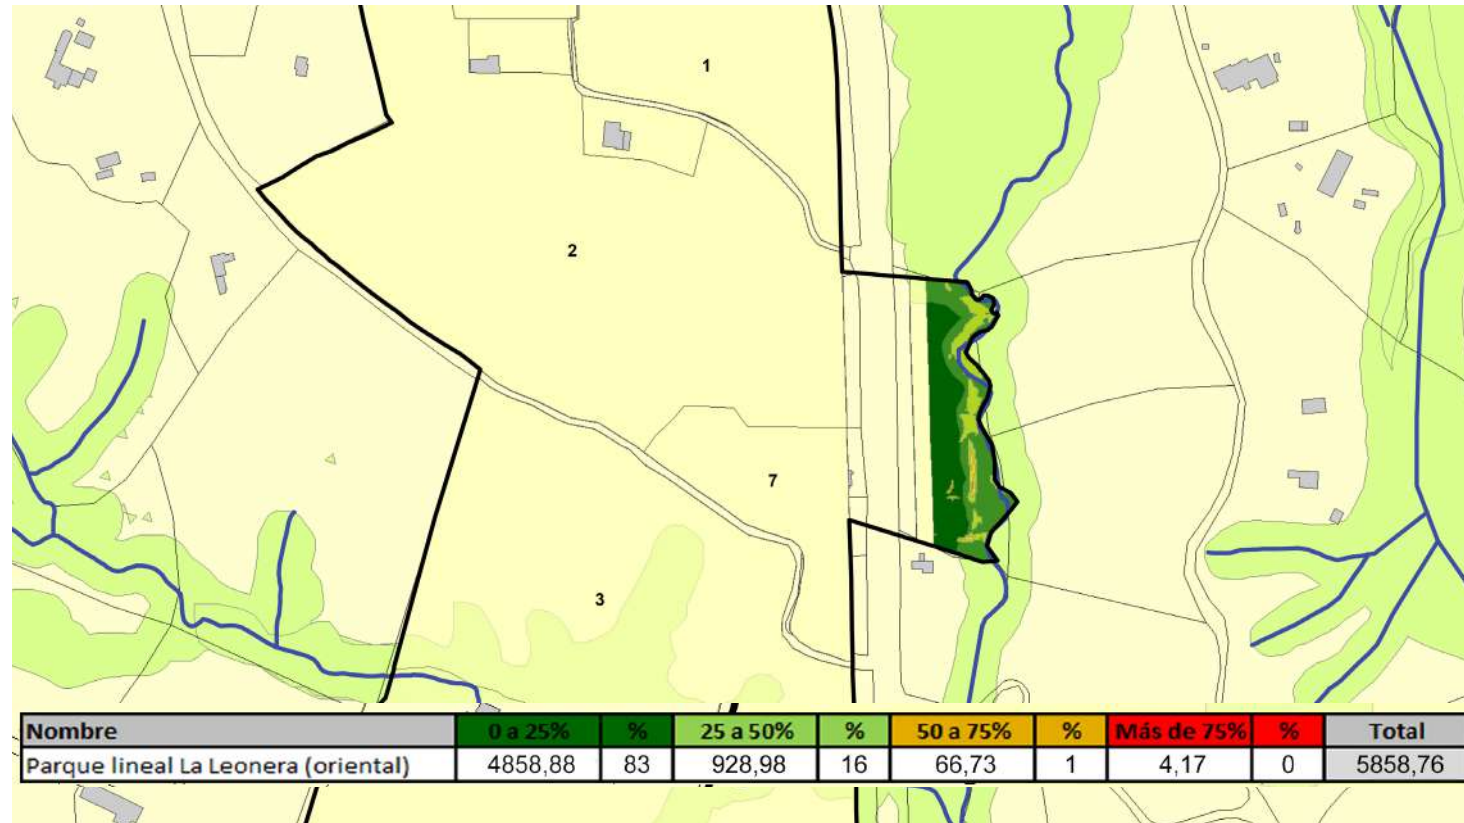 1
2
7
3
Nombre 0 a 25% % 25 a 50% % 50 a 75% % Más de 75% % Total
Parque lineal La Leonera (oriental) 4858,88 83 928,98 16 66,73 1 4,17 0 5858,76